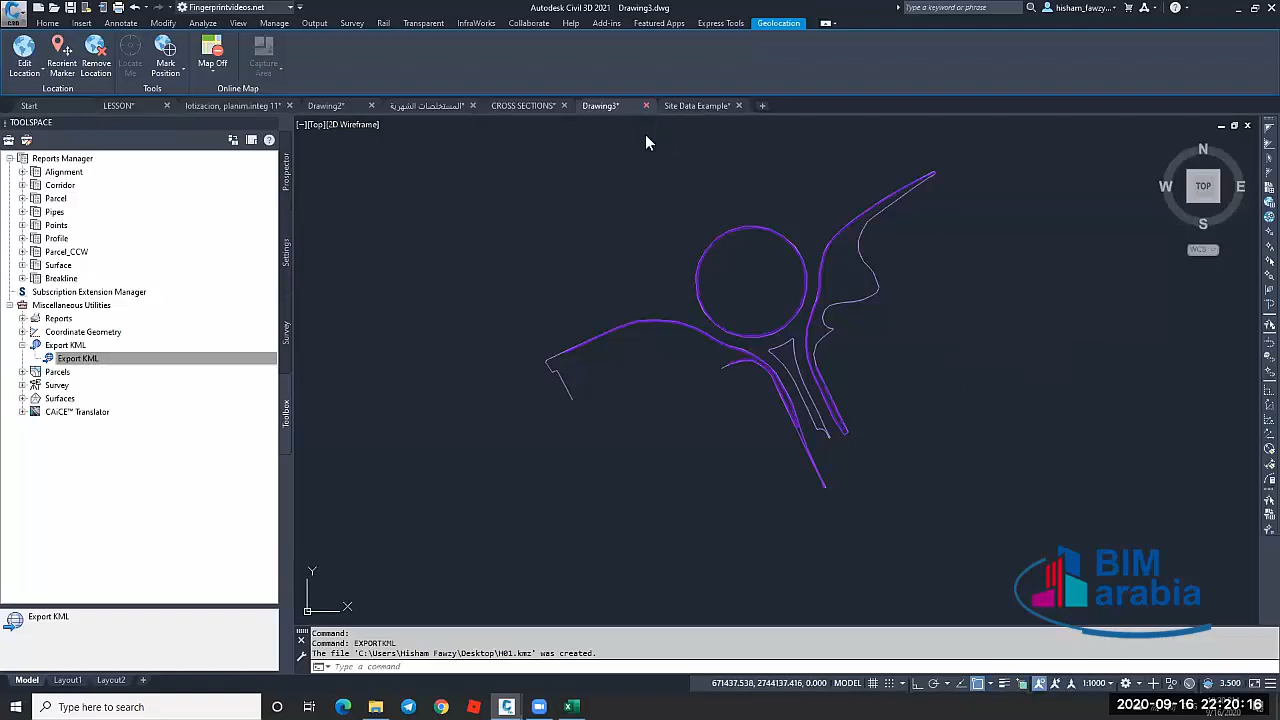 Fingerprintvideos.net
Autodesk Civil 3D 2021 Drawing3.dwg
Type a keyword or phrase
hisham_fawzy...
Home Insert Annotate Modify Analyze View Manage Output Survey Rail Transparent InfraWorks Collaborate Help Add-ins Featured Apps Express Tools Geolocation
Edit Location
Reorient Marker
Remove Location
Locate Me
Mark Position
Map Off
Capture Area
Location Tools Online Map
Start LESSON* lotizacion, planim.ing 11* Drawing2* المستخلصات الشهرية* CROSS SECTIONS* Drawing3* Site Data Example*
TOOLSPACE
[−][Top][2D Wireframe]
Reports Manager
Alignment
Corridor
Parcel
Pipes
Points
Profile
Parcel_CCW
Surface
Breakline
Subscription Extension Manager
Miscellaneous Utilities
Reports
Coordinate Geometry
Export KML
Export KML
Parcels
Survey
Surfaces
CAiCE™ Translator
Prospector
Settings
Survey
Toolbox
N
W TOP E
S
WCS
Y
X
BIM
arabia
Export KML
Command:
Command: EXPORTKML
The file 'C:\Users\Hisham Fawzy\Desktop\H01.kmz' was created.
Type a command
Model Layout1 Layout2
671437.538, 2744137.416, 0.000 MODEL 1:1000 3.500
Type here to search
2020-09-16 22:20:16